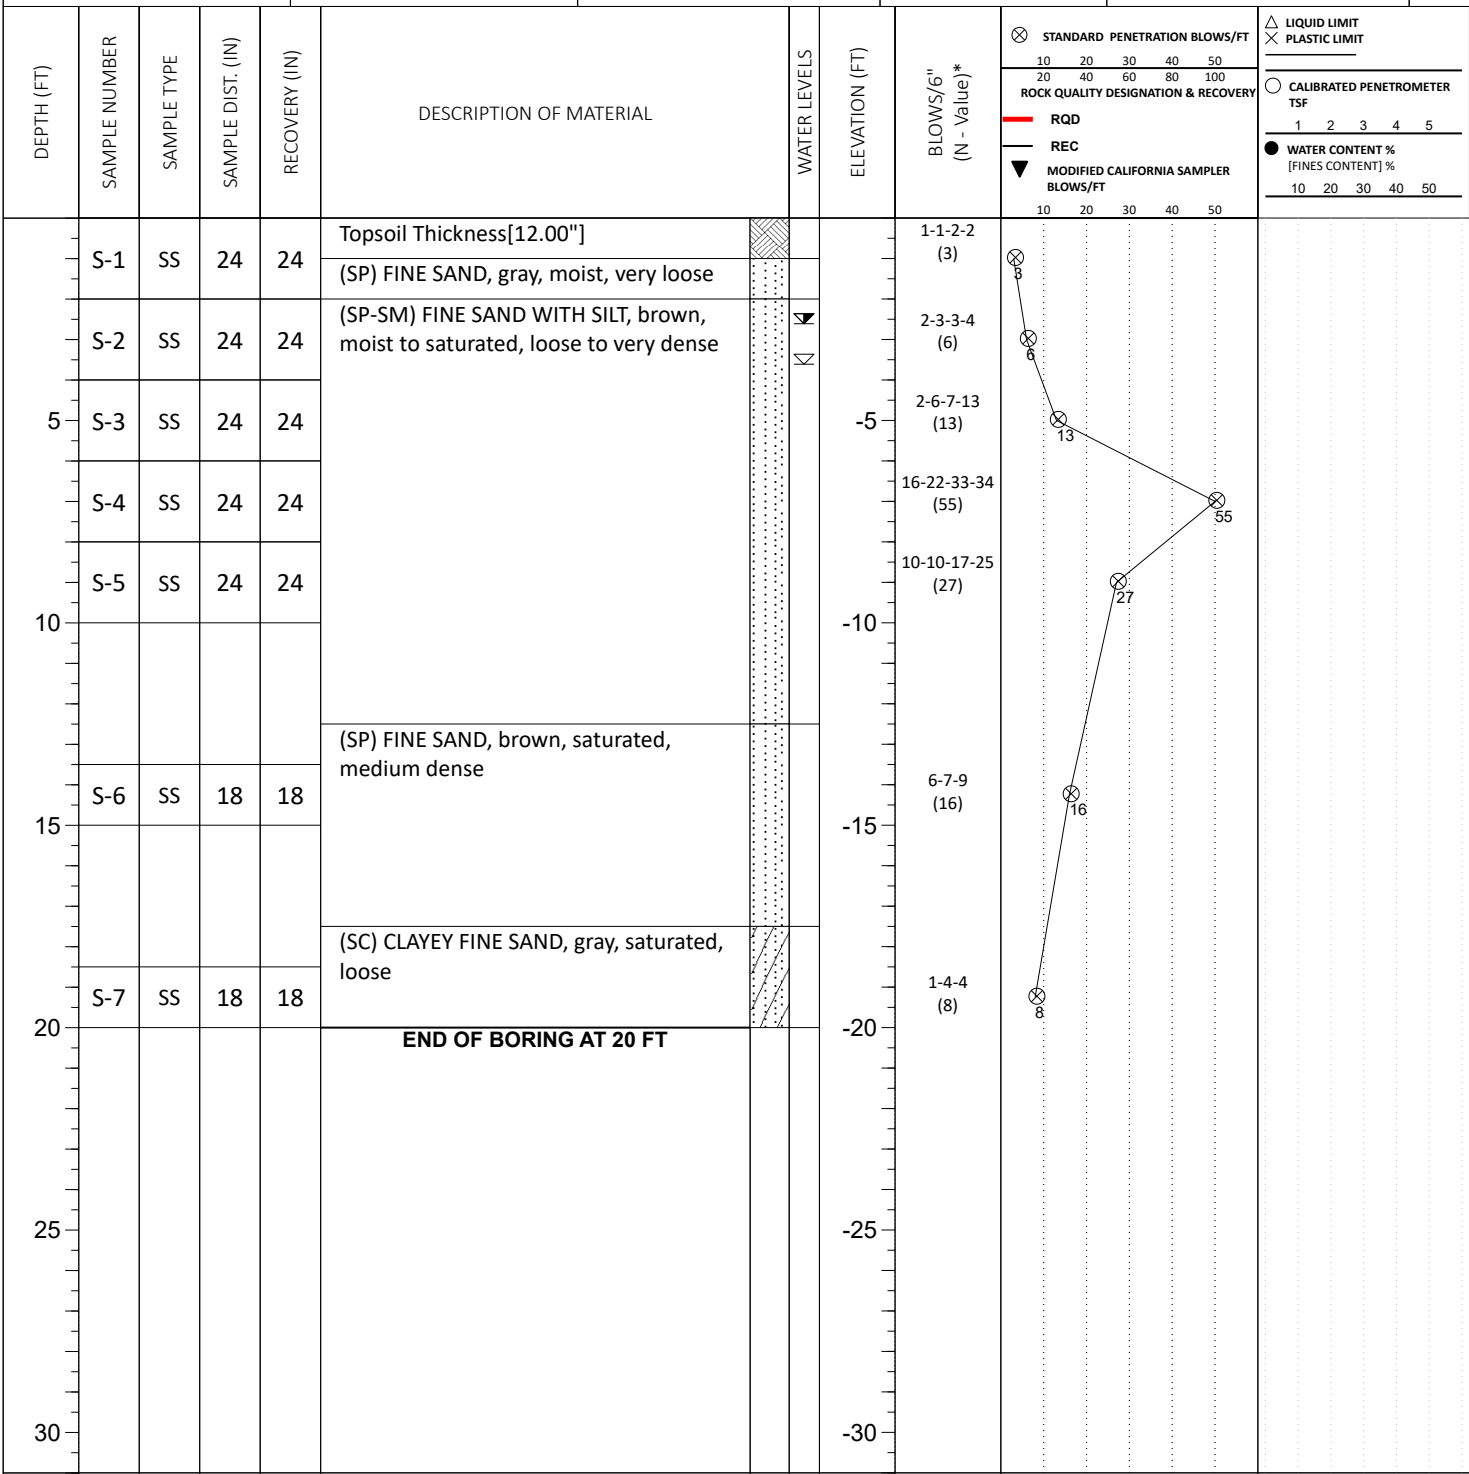 DEPTH (FT)
SAMPLE NUMBER
SAMPLE TYPE
SAMPLE DIST. (IN)
RECOVERY (IN)
DESCRIPTION OF MATERIAL
WATER LEVELS
ELEVATION (FT)
BLOWS/6"
(N - Value)*
STANDARD PENETRATION BLOWS/FT
10 20 30 40 50
20 40 60 80 100
ROCK QUALITY DESIGNATION & RECOVERY
RQD
REC
MODIFIED CALIFORNIA SAMPLER
BLOWS/FT
10 20 30 40 50
LIQUID LIMIT
PLASTIC LIMIT
CALIBRATED PENETROMETER
TSF
1 2 3 4 5
WATER CONTENT %
[FINES CONTENT] %
10 20 30 40 50
Topsoil Thickness[12.00"]
S-1 SS 24 24
(SP) FINE SAND, gray, moist, very loose
1-1-2-2
(3)
3
(SP-SM) FINE SAND WITH SILT, brown,
moist to saturated, loose to very dense
S-2 SS 24 24
2-3-3-4
(6)
6
5 S-3 SS 24 24 -5
2-6-7-13
(13)
13
S-4 SS 24 24
16-22-33-34
(55)
55
S-5 SS 24 24
10-10-17-25
(27)
27
10 -10
(SP) FINE SAND, brown, saturated,
medium dense
S-6 SS 18 18
6-7-9
(16)
16
15 -15
(SC) CLAYEY FINE SAND, gray, saturated,
loose
S-7 SS 18 18
1-4-4
(8)
8
20 -20
END OF BORING AT 20 FT
25 -25
30 -30